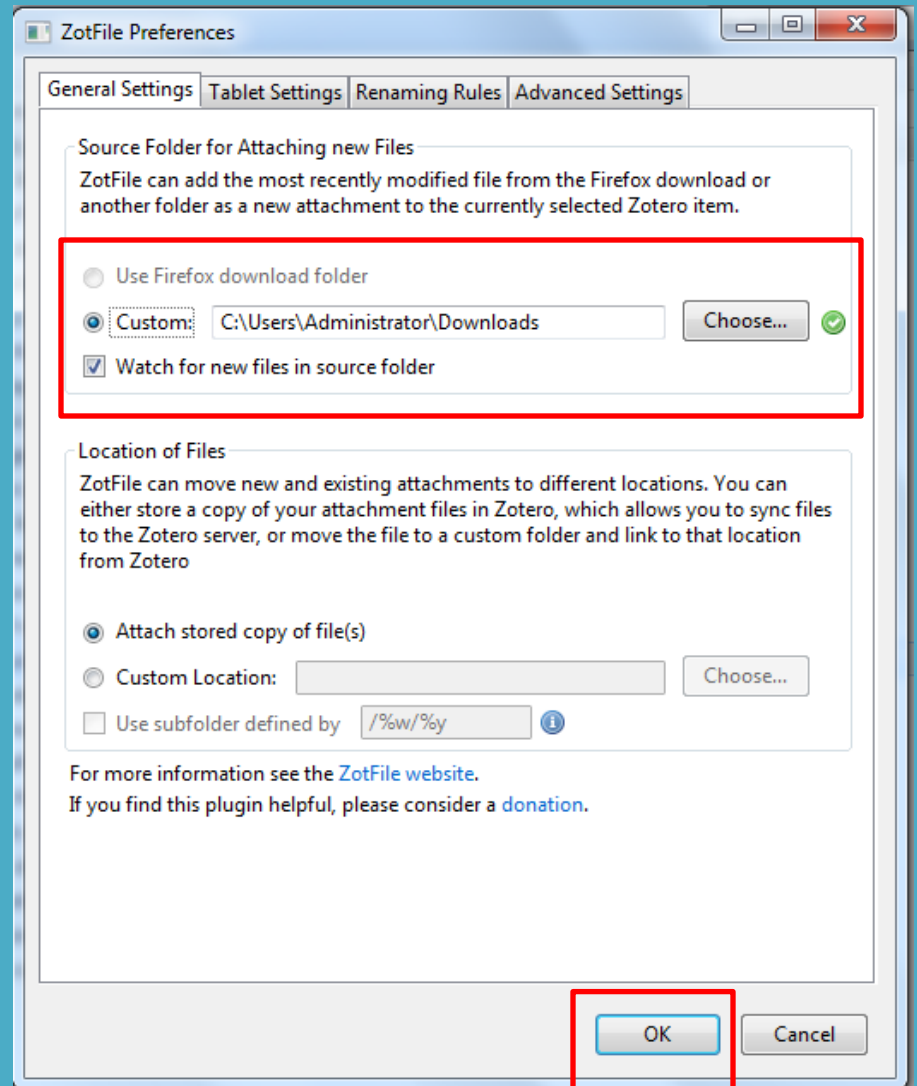 ZotFile Preferences
General Settings Tablet Settings Renaming Rules Advanced Settings
Source Folder for Attaching new Files
ZotFile can add the most recently modified file from the Firefox download or
another folder as a new attachment to the currently selected Zotero item.
Use Firefox download folder
Custom: C:\Users\Administrator\Downloads Choose...
Watch for new files in source folder
Location of Files
ZotFile can move new and existing attachments to different locations. You can
either store a copy of your attachment files in Zotero, which allows you to sync files
to the Zotero server, or move the file to a custom folder and link to that location
from Zotero
Attach stored copy of file(s)
Custom Location: Choose...
Use subfolder defined by /%w/%y
For more information see the ZotFile website.
If you find this plugin helpful, please consider a donation.
OK Cancel